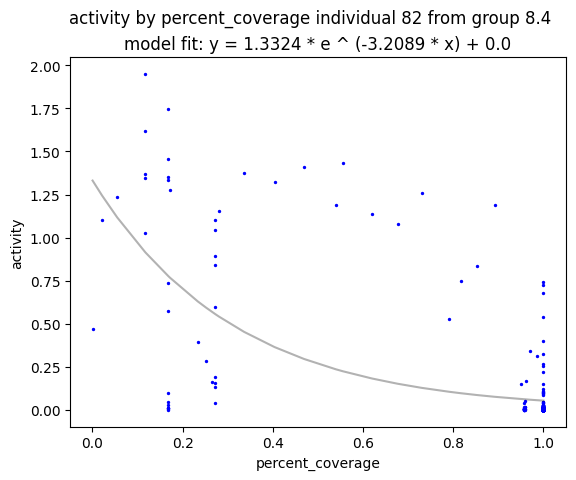 activity by percent_coverage individual 82 from group 8.4
model fit: y = 1.3324 * e ^ (-3.2089 * x) + 0.0
2.00
1.75
1.50
1.25
1.00
0.75
0.50
0.25
0.00
activity
0.0 0.2 0.4 0.6 0.8 1.0
percent_coverage